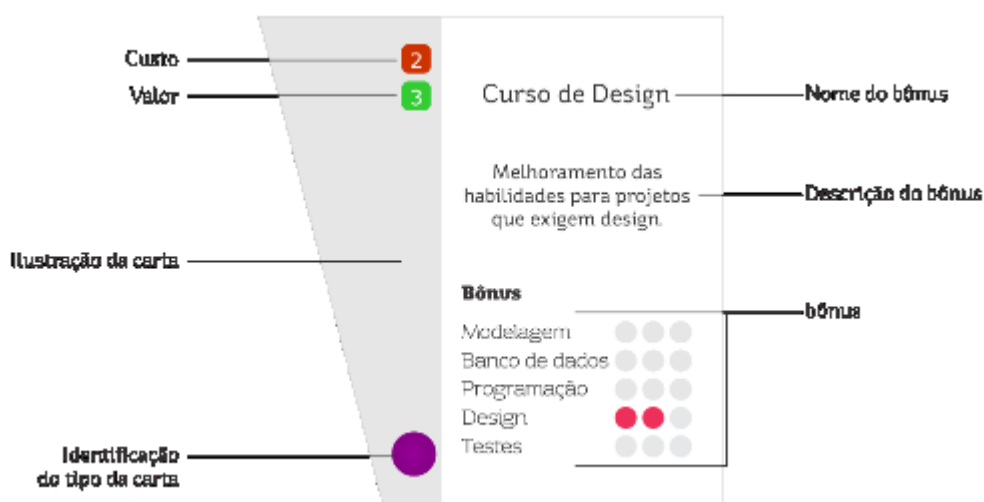 Custo
2
Valor
3
Curso de Design
Nome do bônus
Melhoramento das
habilidades para projetos
que exigem design.
Descrição do bônus
Ilustração da carta
Bônus
bônus
Modelagem
Banco de dados
Programação
Design
Testes
Identificação
do tipo da carta